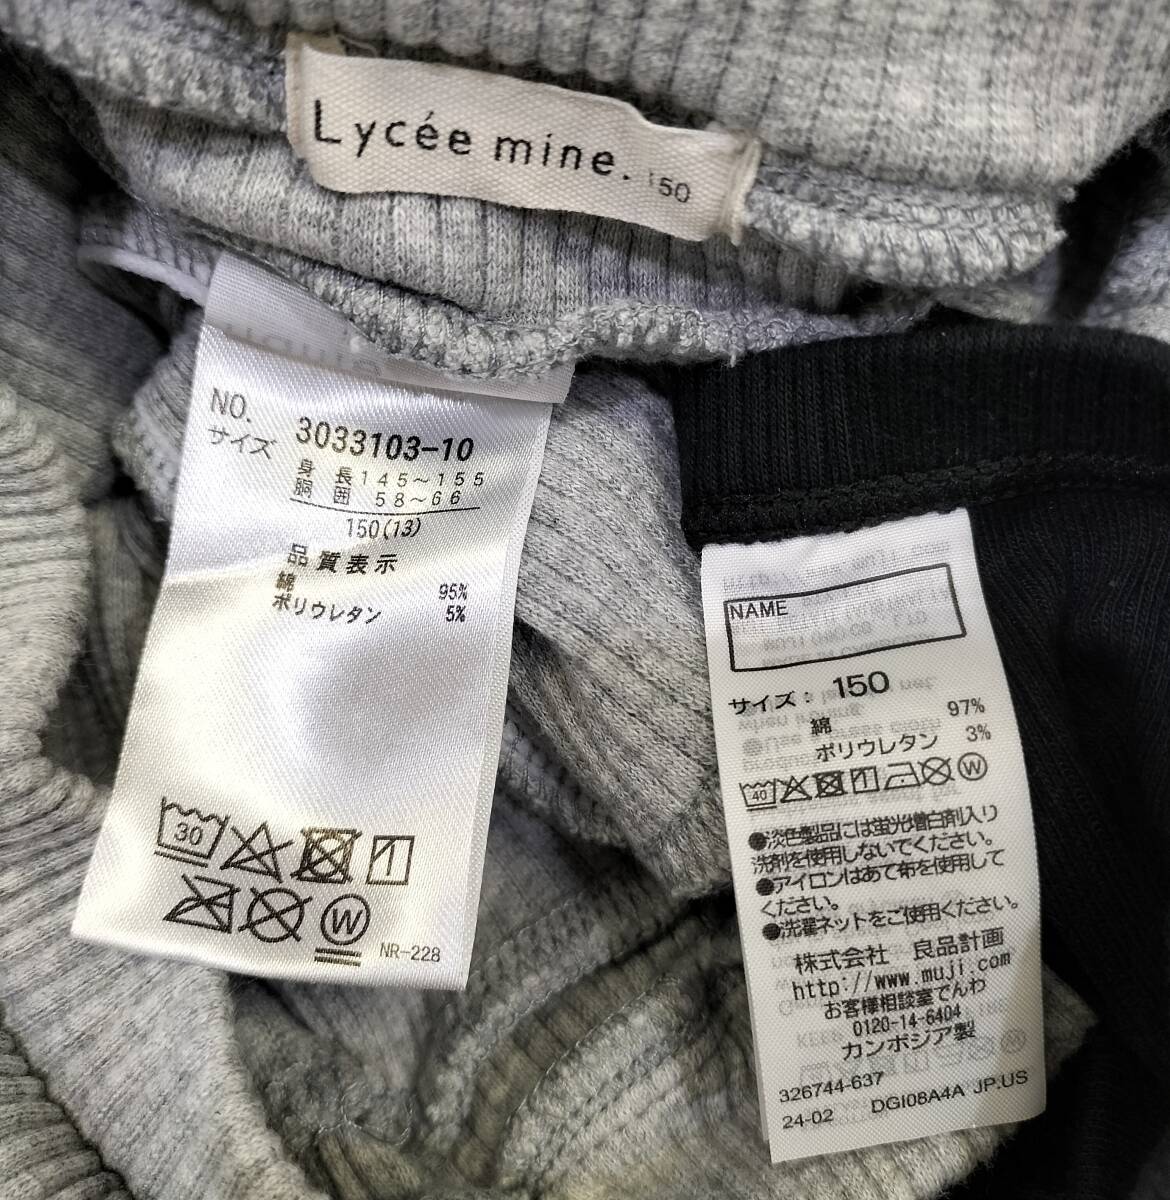 Lycée mine. 150
NO. 3033103-10
サイズ 身長145～155
胴囲 58～66
150(13)
品質表示
綿 95%
ポリウレタン 5%
30
W
NR-228
NAME
サイズ: 150
綿 97%
ポリウレタン 3%
40 W
●淡色製品には蛍光増白剤入り
洗剤を使用しないでください。
●アイロンはあて布を使用して
ください。
●洗濯ネットをご使用ください。
株式会社 良品計画
http://www.muji.com
お客様相談室でんわ
0120-14-6404
カンボジア製
326744-637
24-02 DGI08A4A JP.US